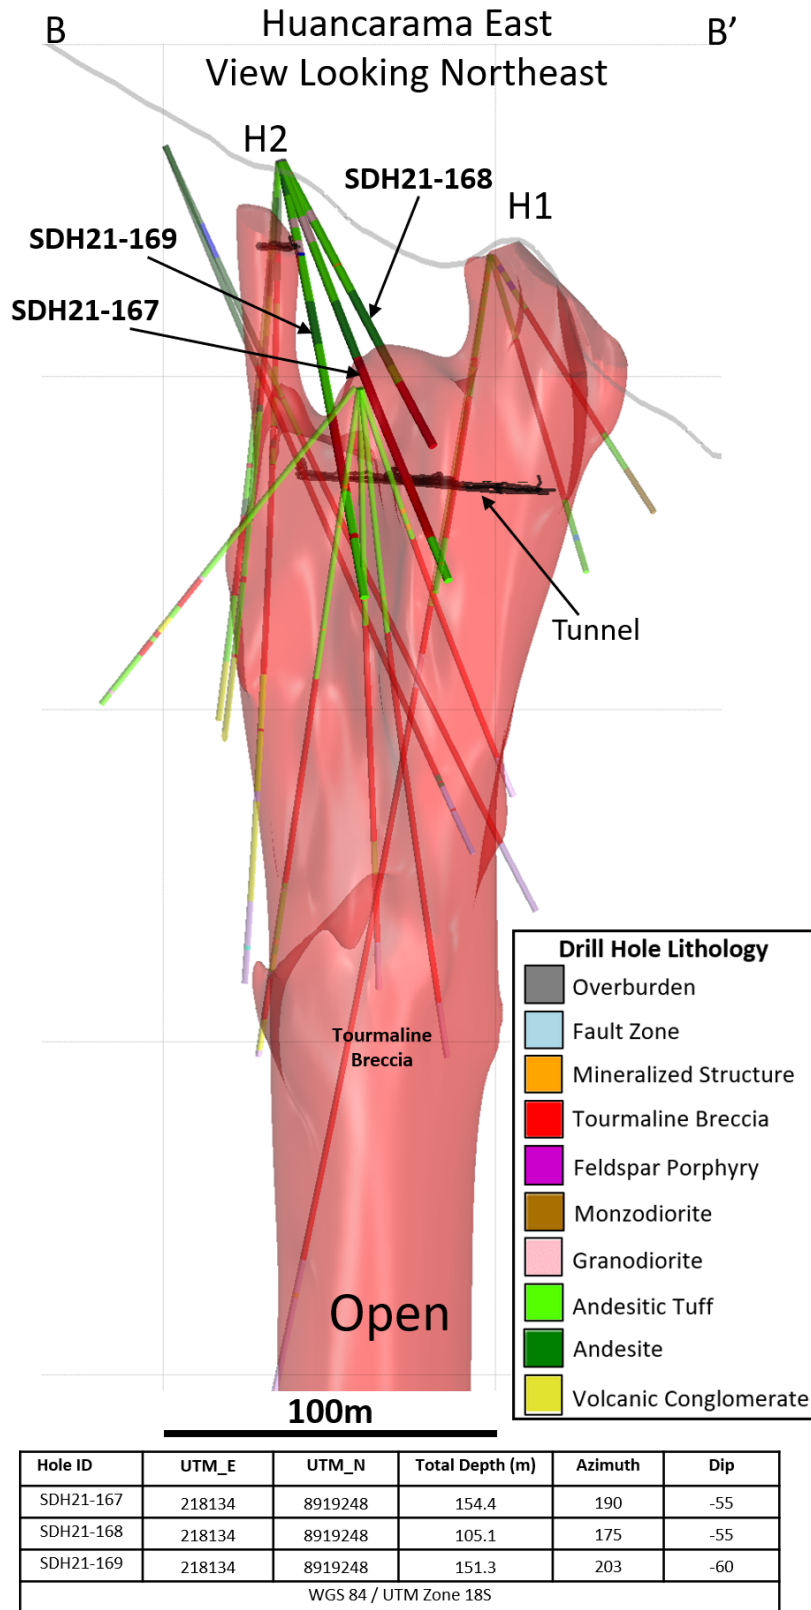 B
Huancarama East
B’
View Looking Northeast
H2
SDH21-168
H1
SDH21-169
SDH21-167
Tunnel
Tourmaline
Breccia
Open
100m
Drill Hole Lithology
Overburden
Fault Zone
Mineralized Structure
Tourmaline Breccia
Feldspar Porphyry
Monzodiorite
Granodiorite
Andesitic Tuff
Andesite
Volcanic Conglomerate
Hole ID UTM_E UTM_N Total Depth (m) Azimuth Dip
SDH21-167 218134 8919248 154.4 190 -55
SDH21-168 218134 8919248 105.1 175 -55
SDH21-169 218134 8919248 151.3 203 -60
WGS 84 / UTM Zone 18S